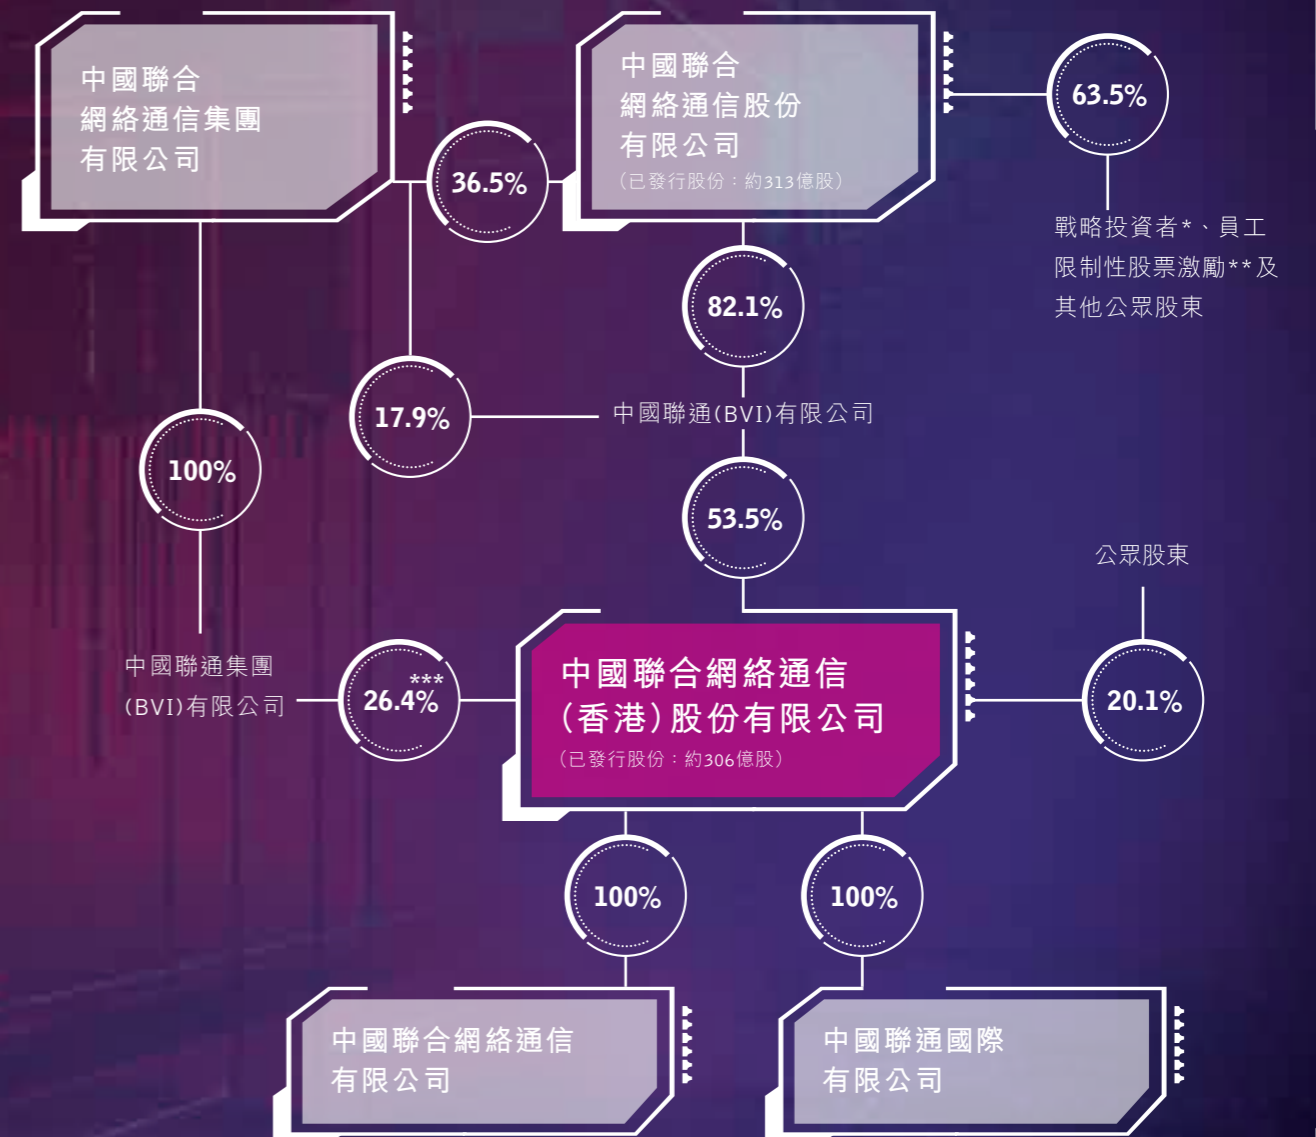 中國聯合
網絡通信集團
有限公司
中國聯合
網絡通信股份
有限公司
(已發行股份：約313億股)
63.5%
36.5%
戰略投資者*、員工
限制性股票激勵**及
其他公眾股東
82.1%
17.9%
中國聯通(BVI)有限公司
100%
53.5%
公眾股東
中國聯通集團
(BVI)有限公司
***
26.4%
中國聯合網絡通信
(香港)股份有限公司
(已發行股份：約306億股)
20.1%
100%
100%
中國聯合網絡通信
有限公司
中國聯通國際
有限公司